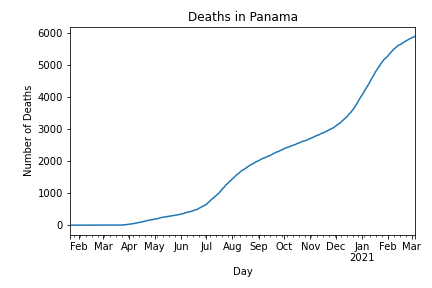 Deaths in Panama
Number of Deaths
6000
5000
4000
3000
2000
1000
0
Feb Mar Apr May Jun Jul Aug Sep Oct Nov Dec Jan Feb Mar
2021
Day